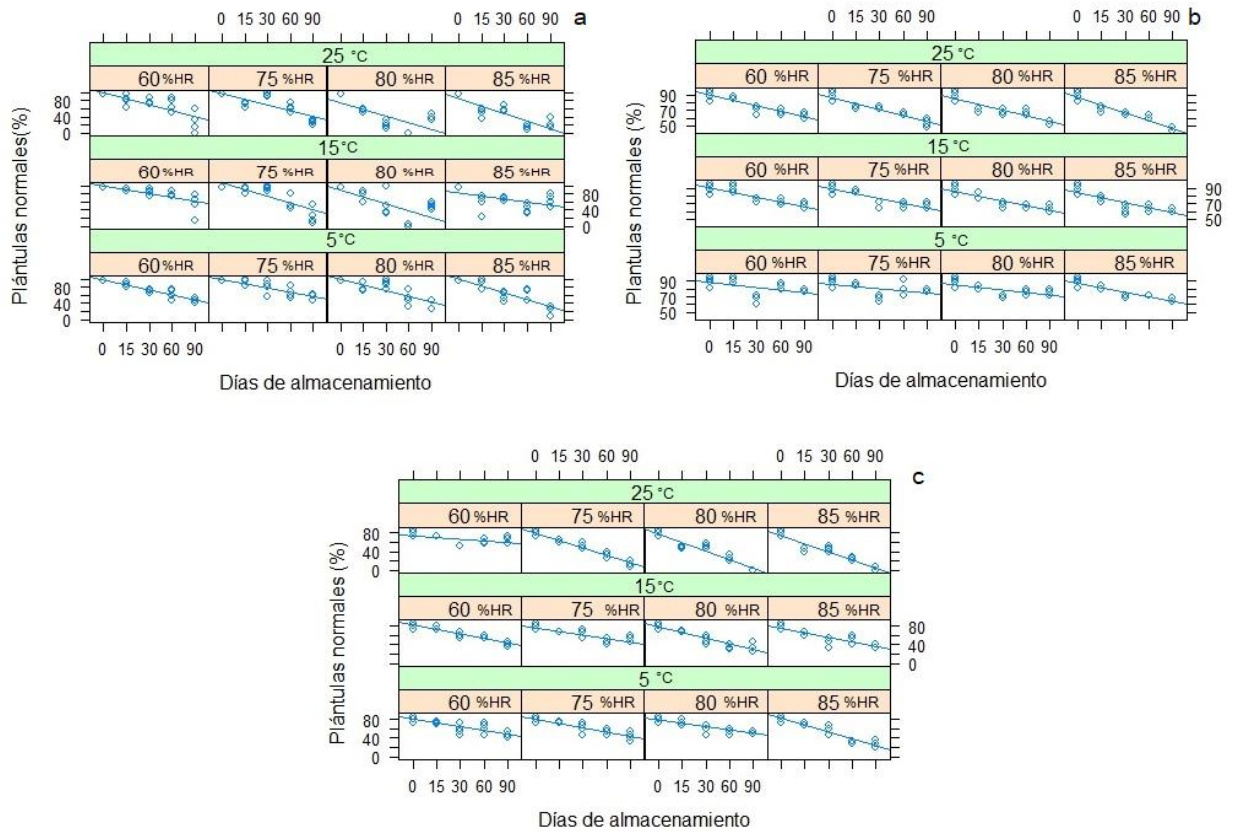 0 15 30 60 90 0 15 30 60 90 a
25 °C
60 %HR 75 %HR 80 %HR 85 %HR
80
40
0
15 °C
60 %HR 75 %HR 80 %HR 85 %HR
80
40
0
5 °C
60 %HR 75 %HR 80 %HR 85 %HR
80
40
0
0 15 30 60 90 0 15 30 60 90
Plántulas normales(%)
Días de almacenamiento
0 15 30 60 90 0 15 30 60 90 b
25 °C
60 %HR 75 %HR 80 %HR 85 %HR
90
70
50
15 °C
60 %HR 75 %HR 80 %HR 85 %HR
90
70
50
5 °C
60 %HR 75 %HR 80 %HR 85 %HR
90
70
50
0 15 30 60 90 0 15 30 60 90
Plántulas normales (%)
Días de almacenamiento
0 15 30 60 90 0 15 30 60 90 c
25 °C
60 %HR 75 %HR 80 %HR 85 %HR
80
40
0
15 °C
60 %HR 75 %HR 80 %HR 85 %HR
80
40
0
5 °C
60 %HR 75 %HR 80 %HR 85 %HR
80
40
0
0 15 30 60 90 0 15 30 60 90
Plántulas normales (%)
Días de almacenamiento